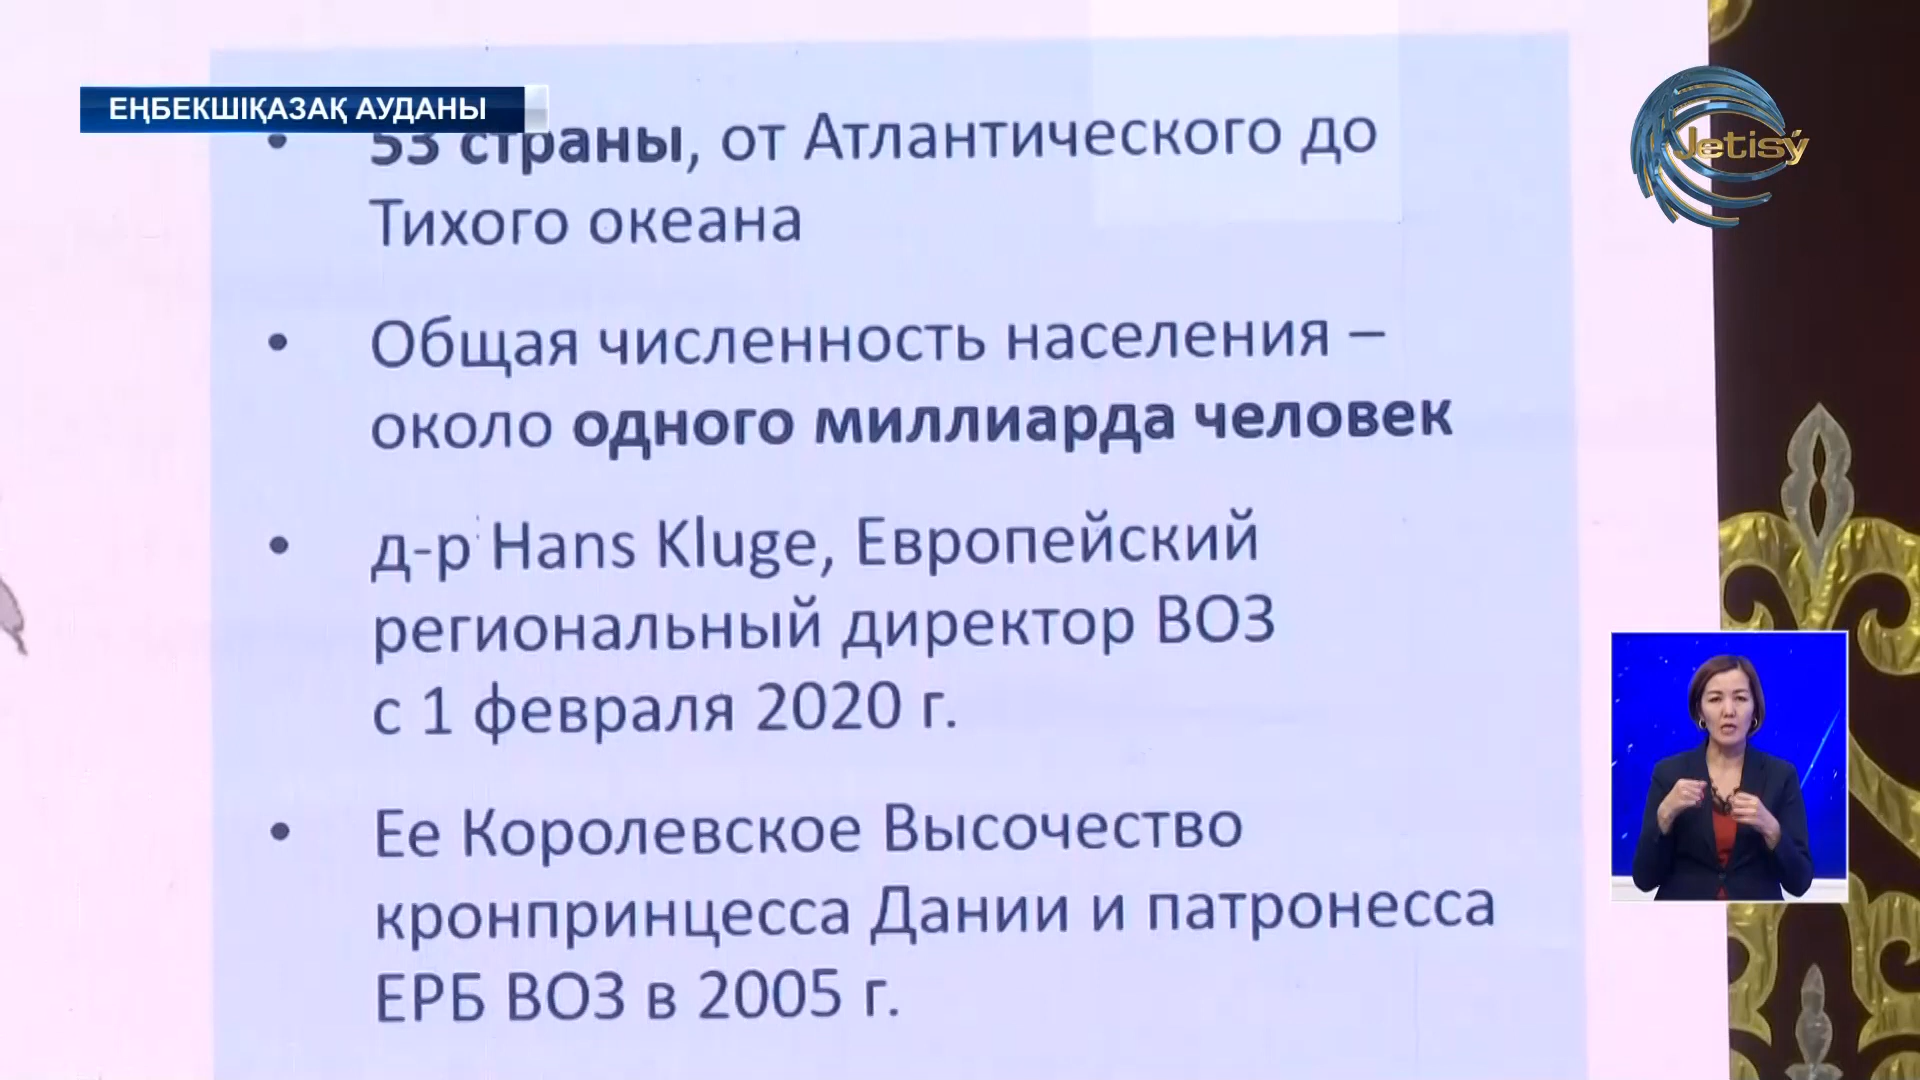 ЕҢБЕКШІҚАЗАҚ АУДАНЫ
Jetisý
• 53 страны, от Атлантического до
Тихого океана
• Общая численность населения –
около одного миллиарда человек
• д-р Hans Kluge, Европейский
региональный директор ВОЗ
с 1 февраля 2020 г.
• Ее Королевское Высочество
кронпринцесса Дании и патронесса
ЕРБ ВОЗ в 2005 г.